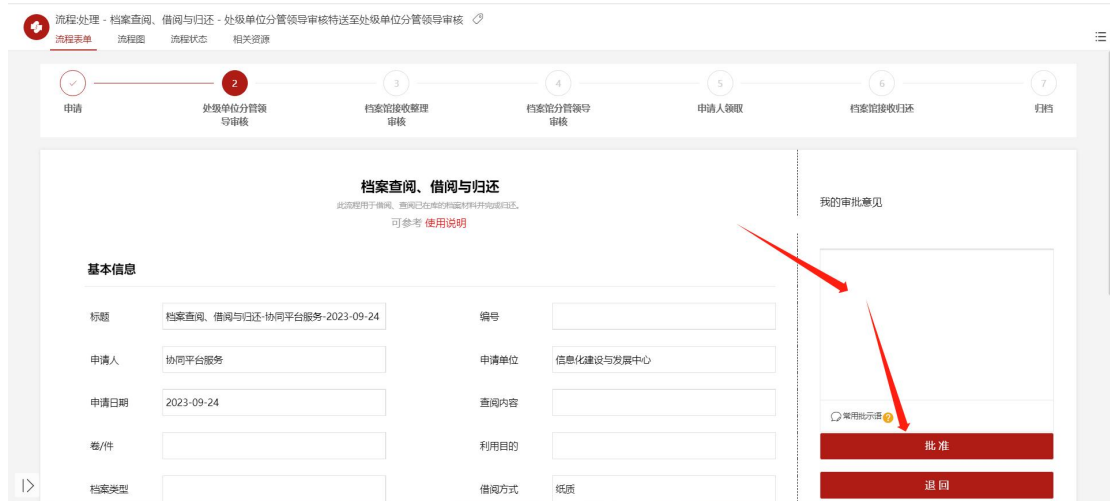 流程:处理 - 档案查阅、借阅与归还 - 处级单位分管领导审核特送至处级单位分管领导审核
流程表单 流程图 流程状态 相关资源
2 3 4 5 6 7
申请 处级单位分管领 档案馆接收整理 档案馆分管领导 申请人领取 档案馆接收归还 归档
导审核 审核 审核
档案查阅、借阅与归还
此流程用于借阅、查阅已在库的档案材料并完成归还。
可参考 使用说明
我的审批意见
基本信息
标题 档案查阅、借阅与归还-协同平台服务-2023-09-24 编号
申请人 协同平台服务 申请单位 信息化建设与发展中心
申请日期 2023-09-24 查阅内容
常用批示语 ?
卷/件 利用目的
批准
档案类型 借阅方式 纸质
退回